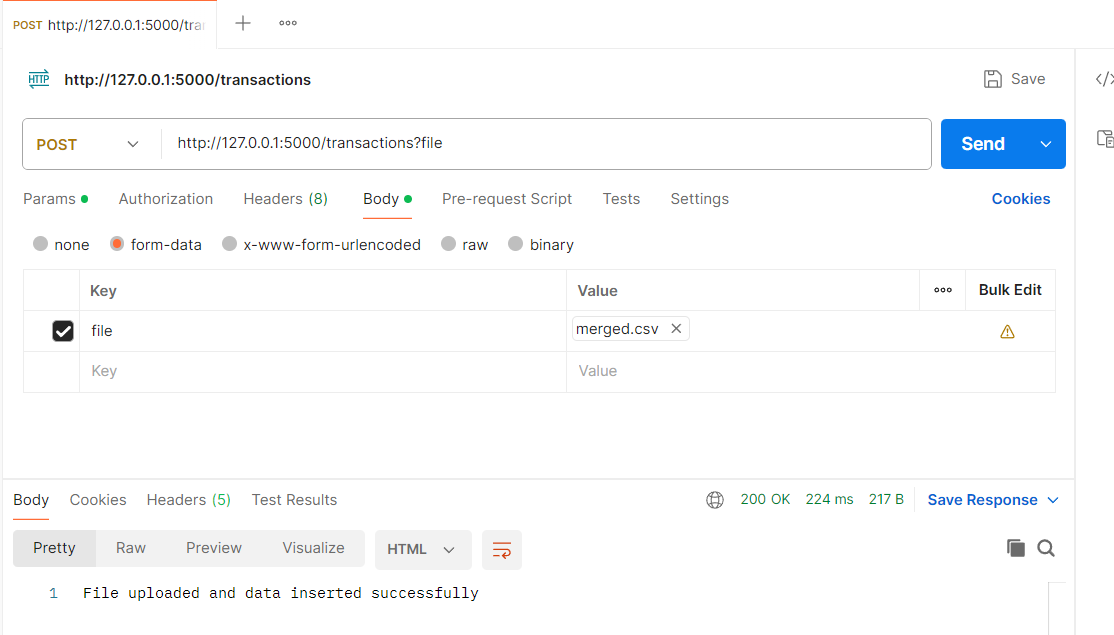 POST http://127.0.0.1:5000/tra
HTTP http://127.0.0.1:5000/transactions Save
POST http://127.0.0.1:5000/transactions?file Send
Params Authorization Headers (8) Body Pre-request Script Tests Settings Cookies
none form-data x-www-form-urlencoded raw binary
Key Value Bulk Edit
file merged.csv
Key Value
Body Cookies Headers (5) Test Results 200 OK 224 ms 217 B Save Response
Pretty Raw Preview Visualize HTML
1 File uploaded and data inserted successfully